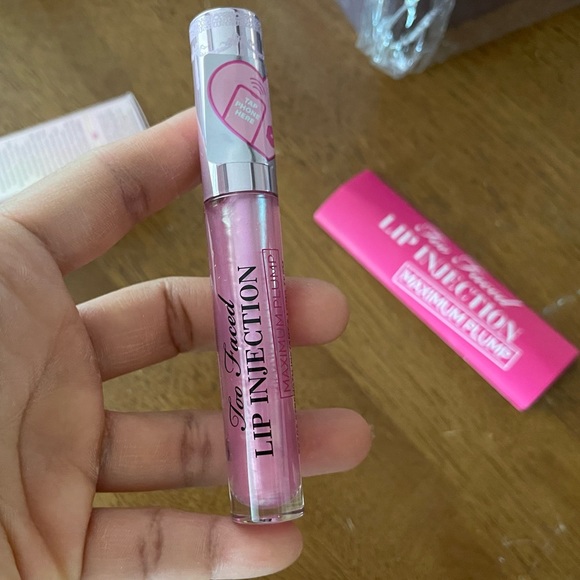 TAP
PHONE
HERE
Too Faced
LIP INJECTION
MAXIMUM PLUMP
Too Faced
LIP INJECTION
MAXIMUM PLUMP